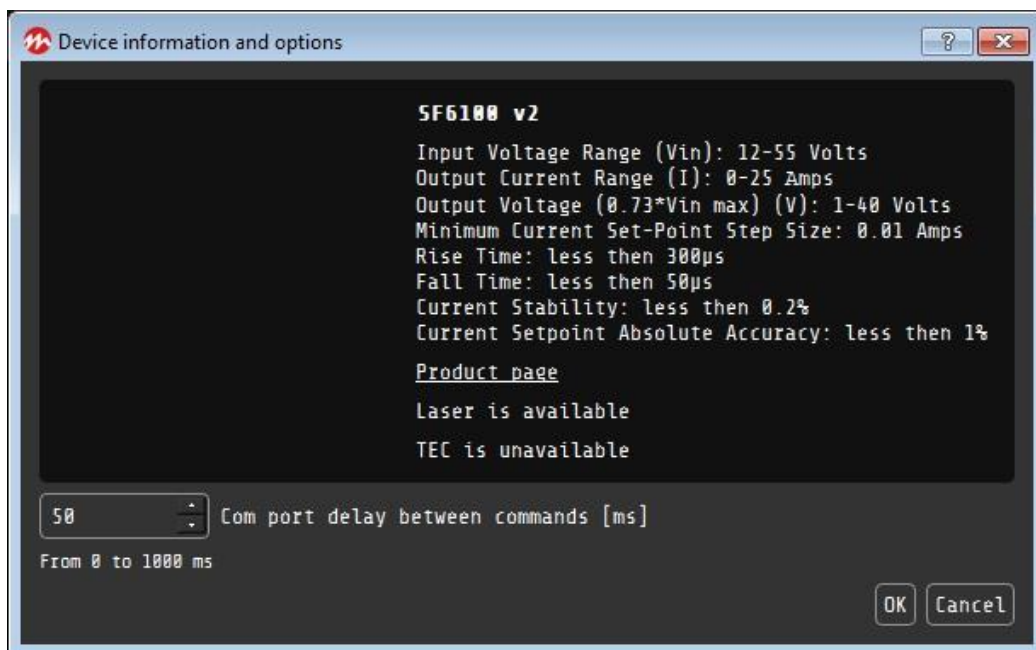 Device information and options
SF6100 v2
Input Voltage Range (Vin): 12-55 Volts
Output Current Range (I): 0-25 Amps
Output Voltage (0.73*Vin max) (V): 1-40 Volts
Minimum Current Set-Point Step Size: 0.01 Amps
Rise Time: less then 300µs
Fall Time: less then 50µs
Current Stability: less then 0.2%
Current Setpoint Absolute Accuracy: less then 1%
Product page
Laser is available
TEC is unavailable
50 Com port delay between commands [ms]
From 0 to 1000 ms
OK Cancel